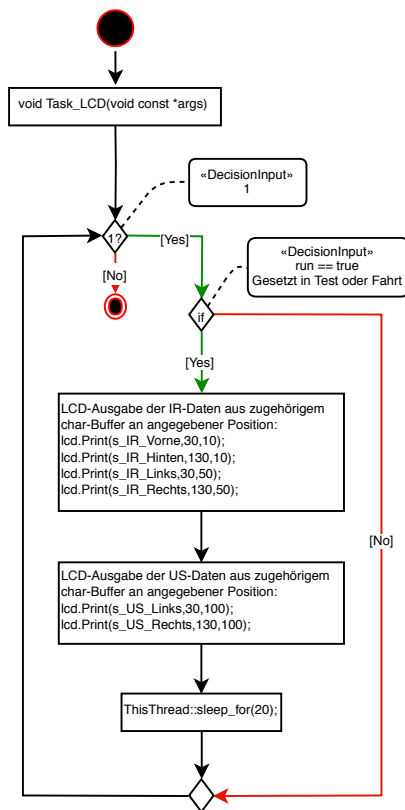 void Task_LCD(void const *args)
«DecisionInput»
1
1?
[Yes]
[No]
«DecisionInput»
run == true
Gesetzt in Test oder Fahrt
if
[Yes]
LCD-Ausgabe der IR-Daten aus zugehörigem
char-Buffer an angegebener Position:
lcd.Print(s_IR_Vorne,30,10);
lcd.Print(s_IR_Hinten,130,10);
lcd.Print(s_IR_Links,30,50);
lcd.Print(s_IR_Rechts,130,50);
[No]
LCD-Ausgabe der US-Daten aus zugehörigem
char-Buffer an angegebener Position:
lcd.Print(s_US_Links,30,100);
lcd.Print(s_US_Rechts,130,100);
ThisThread::sleep_for(20);